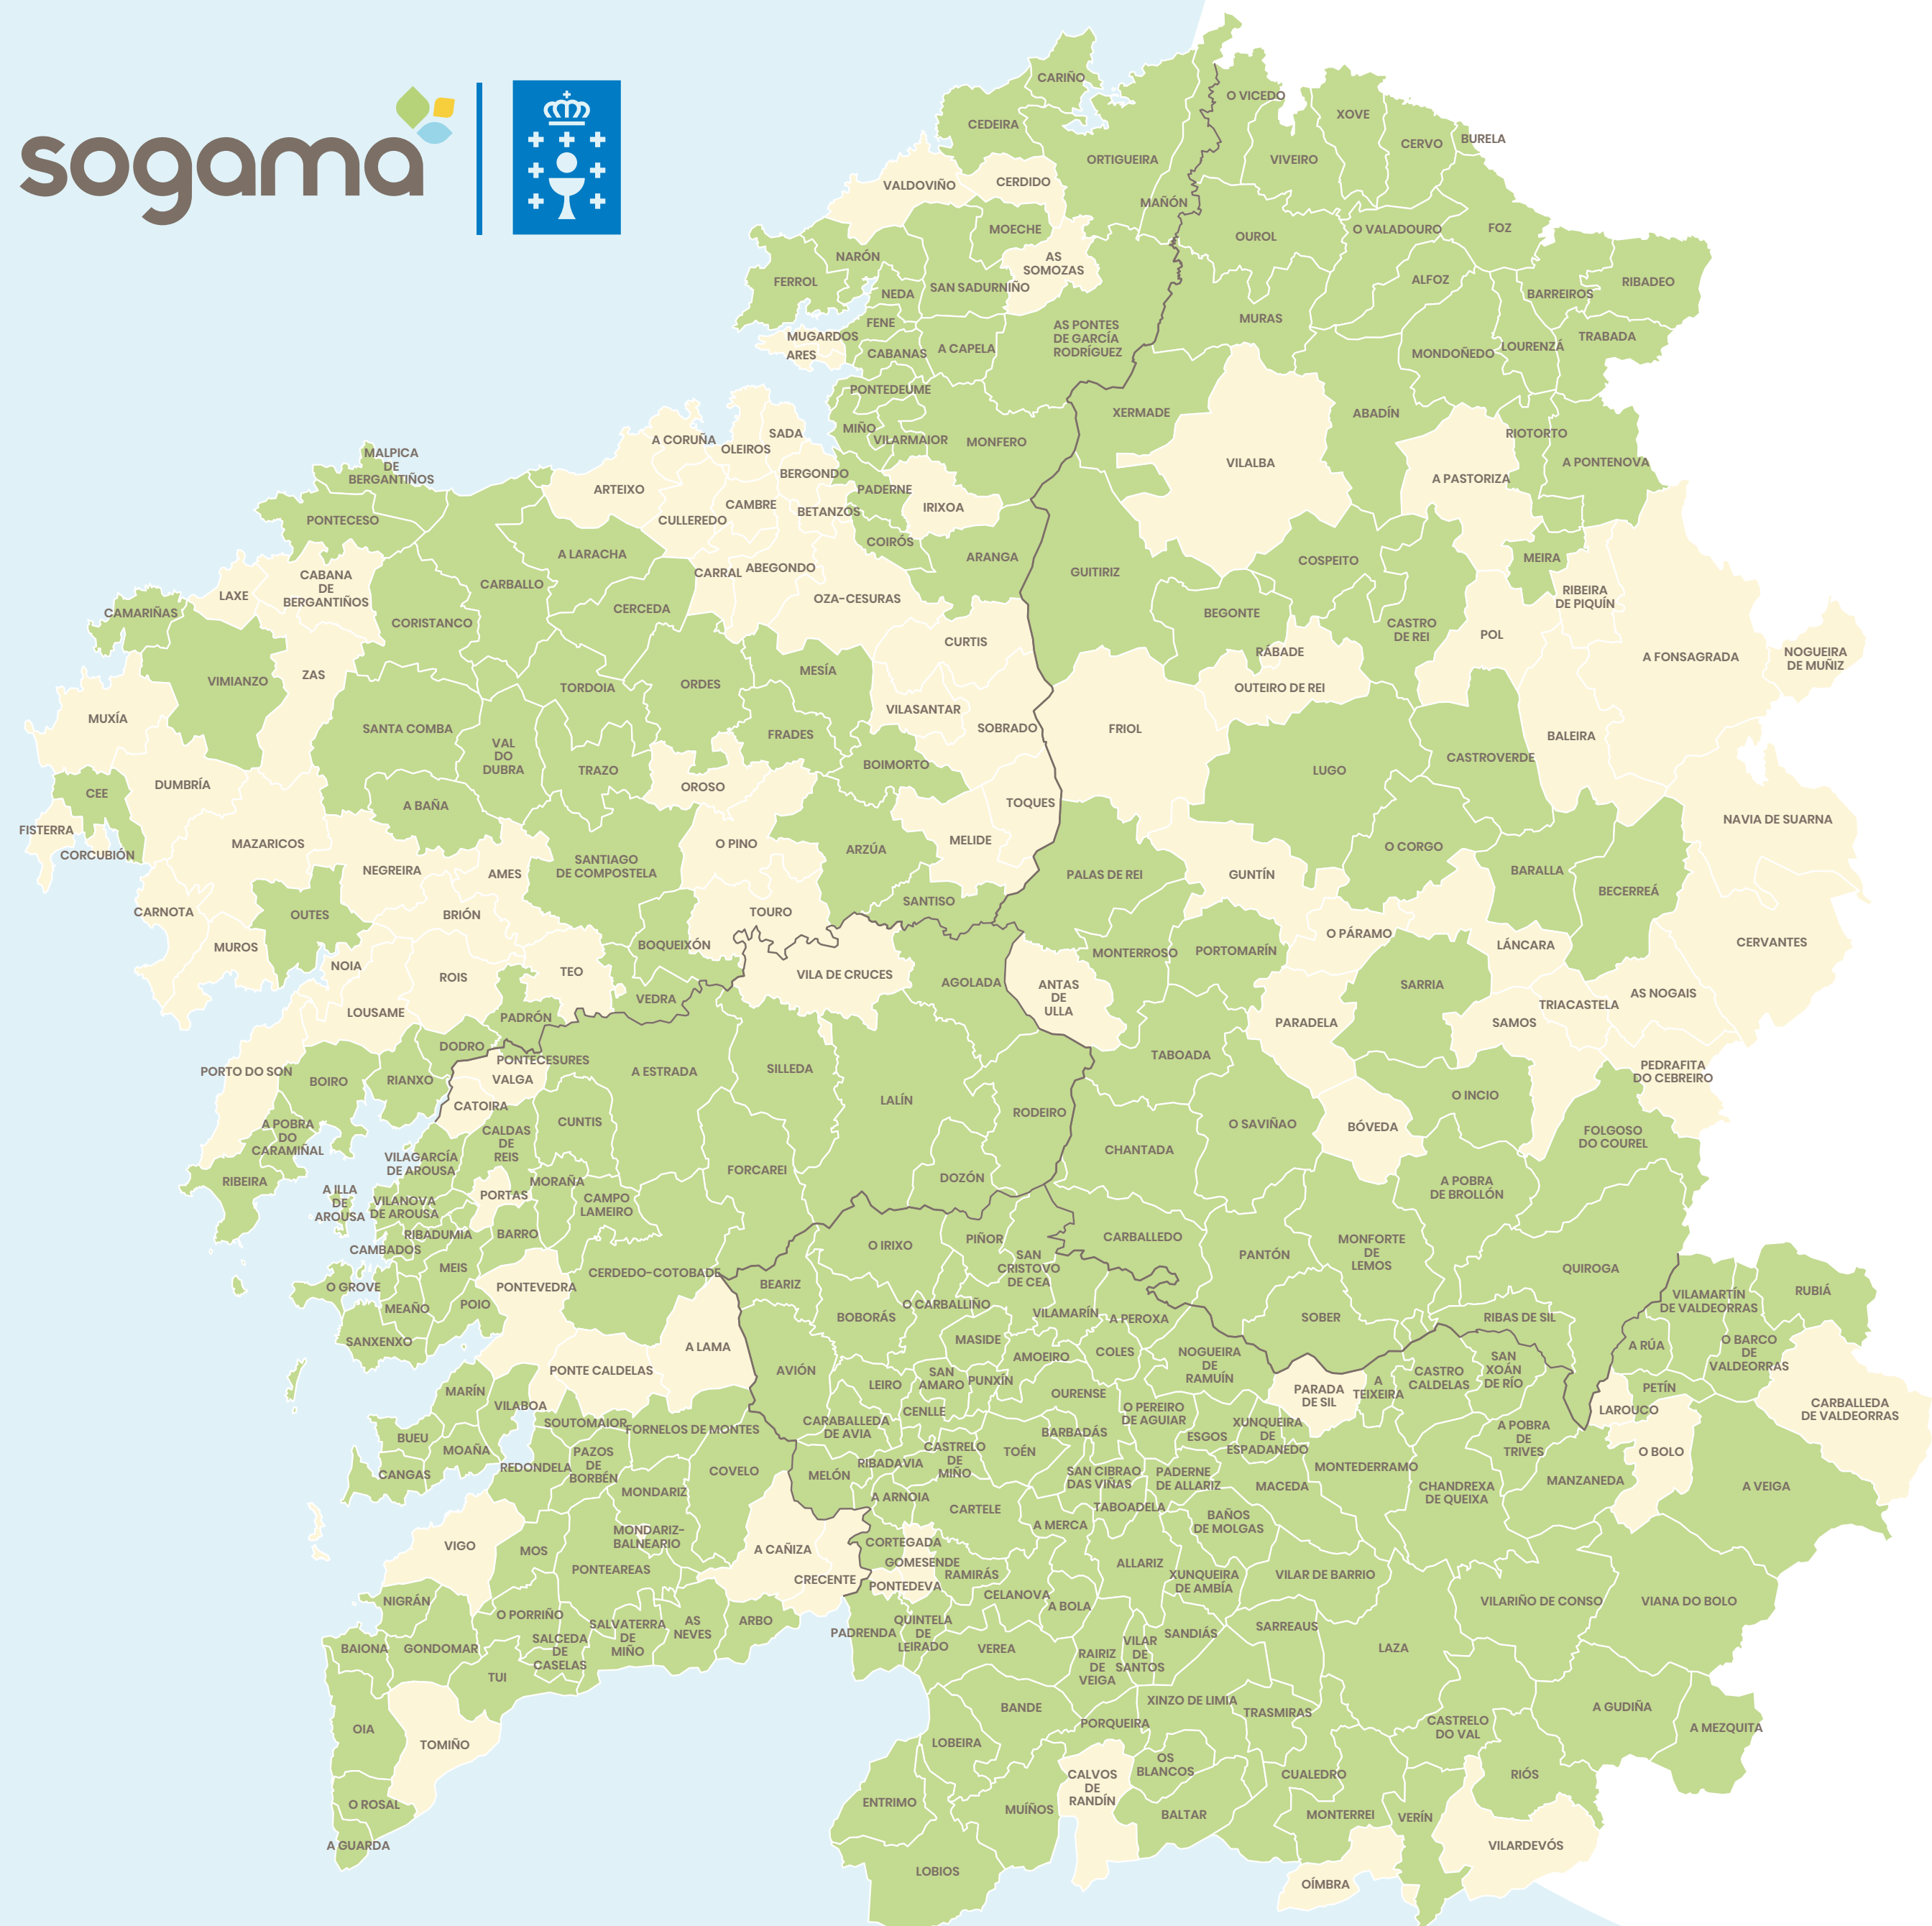 sogama
CARIÑO
O VICEDO
XOVE
CEDEIRA
BURELA
CERVO
ORTIGUEIRA
VIVEIRO
VALDOVIÑO
CERDIDO
MAÑÓN
MOECHE
O VALADOURO
FOZ
OUROL
NARÓN
AS
SOMOZAS
FERROL
ALFOZ
RIBADEO
NEDA
SAN SADURNIÑO
BARREIROS
FENE
MURAS
AS PONTES
DE GARCÍA
RODRÍGUEZ
MUGARDOS
ARES
CABANAS
A CAPELA
MONDOÑEDO
LOURENZÁ
TRABADA
PONTEDEUME
XERMADE
ABADÍN
MIÑO
VILARMAIOR
MONFERO
RIOTORTO
A CORUÑA
SADA
OLEIROS
MALPICA
DE
BERGANTIÑOS
VILALBA
A PONTENOVA
BERGONDO
A PASTORIZA
ARTEIXO
PADERNE
CAMBRE
BETANZOS
IRIXOA
PONTECESO
CULLEREDO
COIRÓS
A LARACHA
ARANGA
MEIRA
COSPEITO
CARRAL
ABEGONDO
GUITIRIZ
CABANA
DE
BERGANTIÑOS
CARBALLO
LAXE
OZA-CESURAS
RIBEIRA
DE PIQUÍN
CAMARIÑAS
CERCEDA
BEGONTE
CORISTANCO
CASTRO
DE REI
POL
CURTIS
RÁBADE
A FONSAGRADA
NOGUEIRA
DE MUÑIZ
ZAS
MESÍA
VIMIANZO
TORDOIA
ORDES
OUTEIRO DE REI
VILASANTAR
MUXÍA
SANTA COMBA
SOBRADO
FRIOL
FRADES
BALEIRA
VAL
DO
DUBRA
CASTROVERDE
BOIMORTO
TRAZO
LUGO
DUMBRÍA
OROSO
CEE
A BAÑA
TOQUES
NAVIA DE SUARNA
FISTERRA
MAZARICOS
O PINO
MELIDE
CORCUBIÓN
ARZÚA
O CORGO
SANTIAGO
DE COMPOSTELA
NEGREIRA
AMES
PALAS DE REI
GUNTÍN
BARALLA
BECERREÁ
SANTISO
CARNOTA
OUTES
BRIÓN
TOURO
O PÁRAMO
MUROS
BOQUEIXÓN
LÁNCARA
CERVANTES
MONTERROSO
PORTOMARÍN
NOIA
ROIS
TEO
VILA DE CRUCES
AGOLADA
ANTAS
DE
ULLA
SARRIA
AS NOGAIS
VEDRA
TRIACASTELA
LOUSAME
PADRÓN
PARADELA
SAMOS
DODRO
PONTECESURES
TABOADA
PORTO DO SON
BOIRO
RIANXO
VALGA
A ESTRADA
SILLEDA
PEDRAFITA
DO CEBREIRO
CATOIRA
LALÍN
O INCIO
RODEIRO
A POBRA
DO
CARAMIÑAL
CUNTIS
O SAVIÑAO
BÓVEDA
CALDAS
DE
REIS
FOLGOSO
DO COUREL
CHANTADA
VILAGARCÍA
DE AROUSA
FORCAREI
DOZÓN
RIBEIRA
MORAÑA
A POBRA
DE BROLLÓN
A ILLA
DE
AROUSA
PORTAS
CAMPO
LAMEIRO
VILANOVA
DE AROUSA
RIBADUMIA
BARRO
CARBALLEDO
PIÑOR
O IRIXO
CAMBADOS
MONFORTE
DE
LEMOS
PANTÓN
SAN
CRISTOVO
DE CEA
MEIS
QUIROGA
CERDEDO-COTOBADE
BEARIZ
O GROVE
PONTEVEDRA
RUBIÁ
VILAMARTÍN
DE VALDEORRAS
POIO
O CARBALLIÑO
MEAÑO
VILAMARÍN
A PEROXA
BOBORÁS
SOBER
RIBAS DE SIL
SANXENXO
MASIDE
A LAMA
A RÚA
O BARCO
DE
VALDEORRAS
COLES
NOGUEIRA
DE
RAMUÍN
AMOEIRO
PONTE CALDELAS
AVIÓN
CASTRO
CALDELAS
SAN
XOÁN
DE RÍO
SAN
AMARO
PUNXÍN
LEIRO
A
TEIXEIRA
PETÍN
MARÍN
PARADA
DE SIL
OURENSE
VILABOA
CENLLE
O PEREIRO
DE AGUIAR
LAROUCO
CARBALLEDA
DE VALDEORRAS
SOUTOMAIOR
FORNELOS DE MONTES
CARABALLEDA
DE AVIA
XUNQUEIRA
DE
ESPADANEDO
BUEU
BARBADÁS
ESGOS
A POBRA
DE
TRIVES
MOAÑA
PAZOS
DE
BORBÉN
CASTRELO
DE
MIÑO
TOÉN
O BOLO
REDONDELA
COVELO
RIBADAVIA
MONTEDERRAMO
CANGAS
MELÓN
SAN CIBRAO
DAS VIÑAS
PADERNE
DE ALLARIZ
MACEDA
MANZANEDA
CHANDREXA
DE QUEIXA
A VEIGA
MONDARIZ
A ARNOIA
CARTELE
TABOADELA
A MERCA
BAÑOS
DE MOLGAS
MONDARIZ-
BALNEARIO
VIGO
MOS
A CAÑIZA
CORTEGADA
PONTEAREAS
GOMESENDE
ALLARIZ
RAMIRÁS
CRECENTE
PONTEDEVA
XUNQUEIRA
DE AMBÍA
VILAR DE BARRIO
CELANOVA
NIGRÁN
A BOLA
VILARIÑO DE CONSO
VIANA DO BOLO
O PORRIÑO
SALVATERRA
DE
MIÑO
AS
NEVES
ARBO
QUINTELA
DE
LEIRADO
PADRENDA
SARREAUS
SANDIÁS
BAIONA
GONDOMAR
SALCEDA
DE
CASELAS
VEREA
VILAR
DE
SANTOS
LAZA
RAIRIZ
DE
VEIGA
TUI
BANDE
XINZO DE LIMIA
A GUDIÑA
TRASMIRAS
PORQUEIRA
CASTRELO
DO VAL
A MEZQUITA
OIA
LOBEIRA
TOMIÑO
OS
BLANCOS
CALVOS
DE
RANDÍN
CUALEDRO
RIÓS
O ROSAL
ENTRIMO
MUÍÑOS
BALTAR
MONTERREI
VERÍN
A GUARDA
VILARDEVÓS
LOBIOS
OÍMBRA